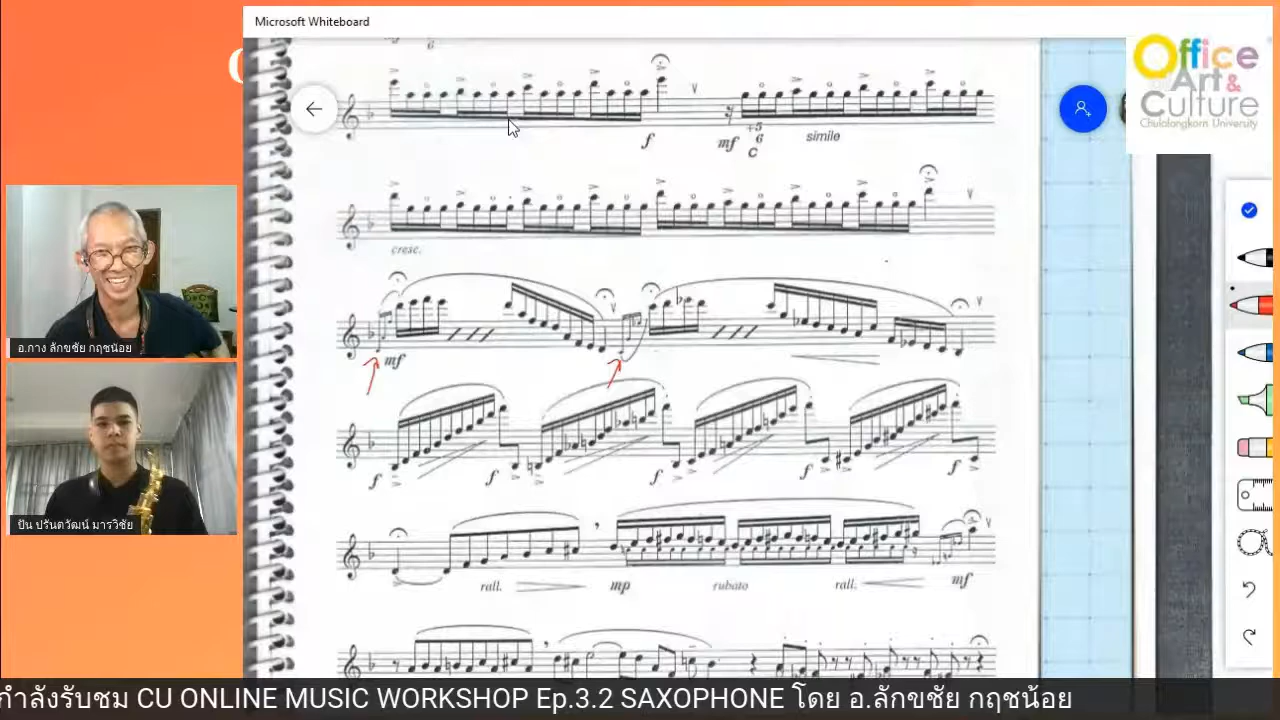 Microsoft Whiteboard
Office
of
Art &
Culture
Chulalongkorn University
6
f
mf
+5
6
C
simile
cresc.
อ.กาง ลักขชัย กฤชน้อย
mf
f
f
f
f
f
ปัน ปรันตวัฒน์ มารวิชัย
rall.
mp
rubato
rall.
mf
กำลังรับชม CU ONLINE MUSIC WORKSHOP Ep.3.2 SAXOPHONE โดย อ.ลักขชัย กฤชน้อย